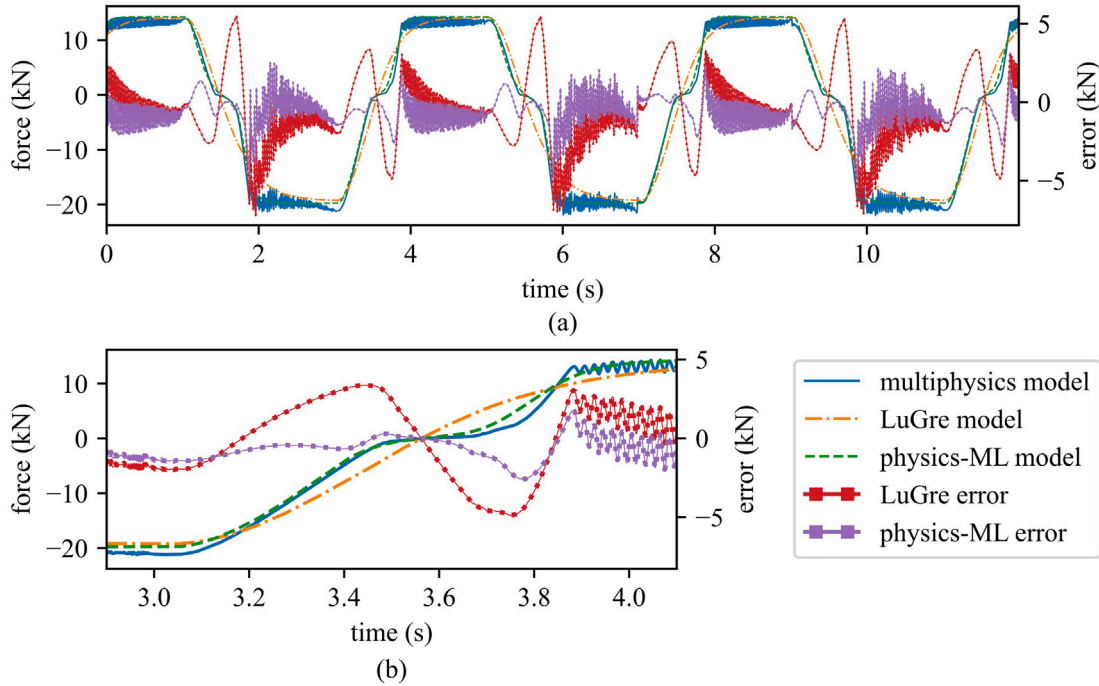 force (kN)
10
0
−10
−20
5
0
−5
error (kN)
0
2
4
6
8
10
time (s)
(a)
force (kN)
10
0
−10
−20
5
0
−5
error (kN)
3.0
3.2
3.4
3.6
3.8
4.0
time (s)
(b)
multiphysics model
LuGre model
physics-ML model
LuGre error
physics-ML error